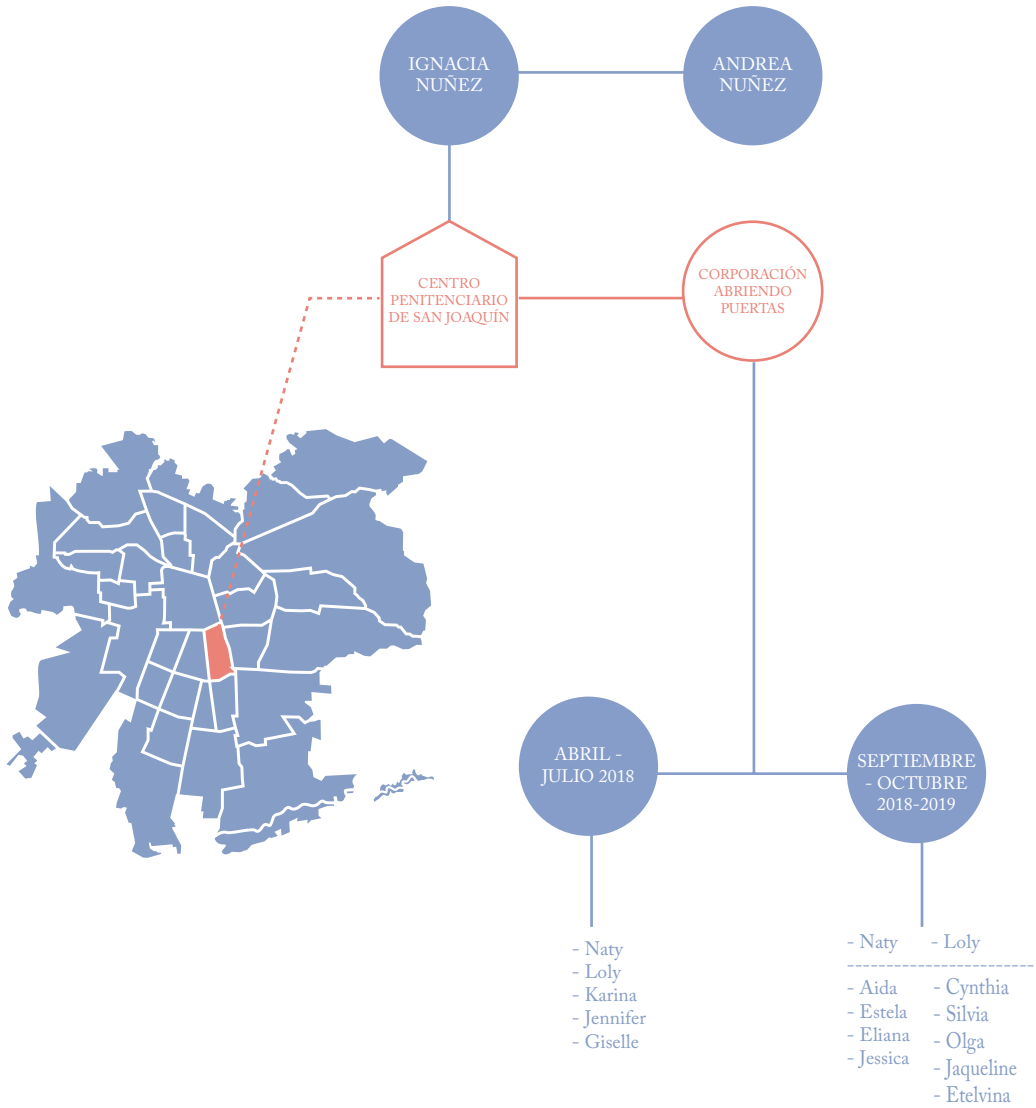 IGNACIA
NUÑEZ
ANDREA
NUÑEZ
CENTRO
PENITENCIARIO
DE SAN JOAQUÍN
CORPORACIÓN
ABRIENDO
PUERTAS
ABRIL -
JULIO 2018
SEPTIEMBRE
- OCTUBRE
2018-2019
- Naty
- Loly
- Karina
- Jennifer
- Giselle
- Naty
- Loly
- Aida
- Estela
- Eliana
- Jessica
- Cynthia
- Silvia
- Olga
- Jaqueline
- Etelvina